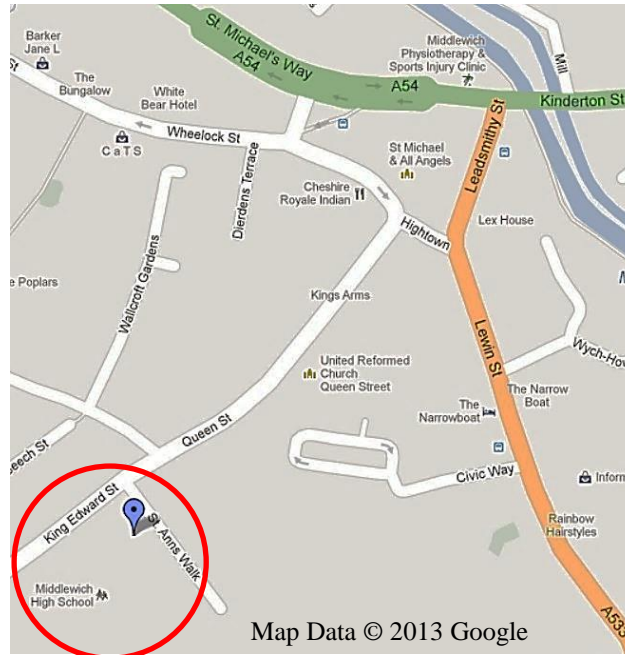 Barker
Jane L
St
The
Bungalow
White
Bear Hotel
C a T S
Wheelock St
St. Michael's Way
A54
A54
Middlewich
Physiotherapy &
Sports Injury Clinic
Mill
Kinderton St
Leadsmithy St
St Michael
& All Angels
Dierdens Terrace
Cheshire
Royale Indian
Hightown
Lex House
e Poplars
Wallcroft Gardens
Kings Arms
United Reformed
Church
Queen Street
Lewin St
Wych-Hou
The Narrow
Boat
The
Narrowboat
Queen St
Beech St
Civic Way
Inform
King Edward St
St. Anns Walk
Rainbow
Hairstyles
Middlewich
High School
A533
Map Data © 2013 Google